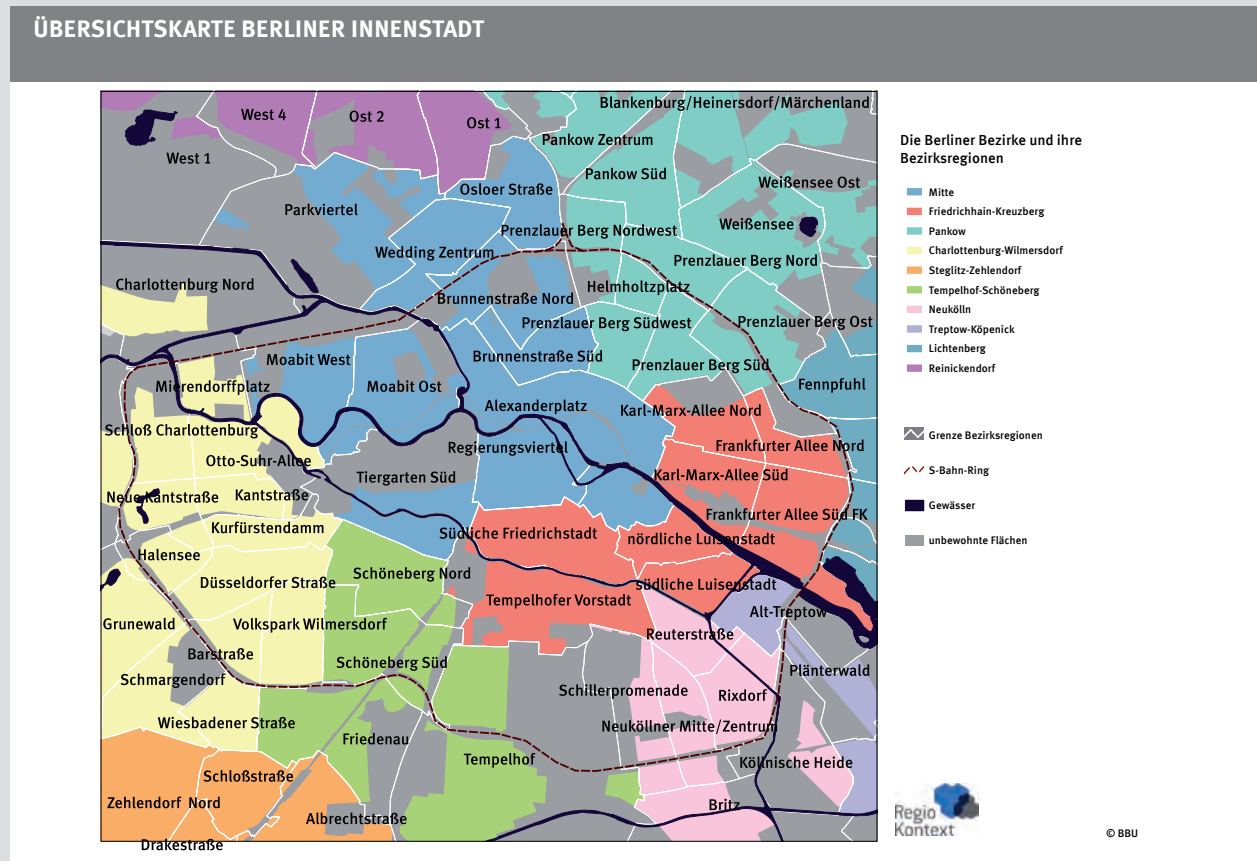 ÜBERSICHTSKARTE BERLINER INNENSTADT
Blankenburg/Heinersdorf/Märchenland
West 4
Ost 2
Ost 1
Pankow Zentrum
West 1
Pankow Süd
Weißensee Ost
Osloer Straße
Parkviertel
Weißensee
Prenzlauer Berg Nordwest
Wedding Zentrum
Prenzlauer Berg Nord
Charlottenburg Nord
Helmholtzplatz
Brunnenstraße Nord
Prenzlauer Berg Südwest
Prenzlauer Berg Ost
Moabit West
Brunnenstraße Süd
Prenzlauer Berg Süd
Mierendorffplatz
Moabit Ost
Fennpfuhl
Alexanderplatz
Karl-Marx-Allee Nord
Schloß Charlottenburg
Regierungsviertel
Frankfurter Allee Nord
Otto-Suhr-Allee
Tiergarten Süd
Karl-Marx-Allee Süd
Neue Kantstraße
Kantstraße
Frankfurter Allee Süd FK
Kurfürstendamm
Südliche Friedrichstadt
nördliche Luisenstadt
Halensee
Schöneberg Nord
Düsseldorfer Straße
südliche Luisenstadt
Tempelhofer Vorstadt
Alt-Treptow
Grunewald
Volkspark Wilmersdorf
Reuterstraße
Barstraße
Schöneberg Süd
Plänterwald
Schmargendorf
Schillerpromenade
Rixdorf
Wiesbadener Straße
Neuköllner Mitte/Zentrum
Friedenau
Tempelhof
Köllnische Heide
Schloßstraße
Zehlendorf Nord
Britz
Albrechtstraße
Drakestraße
Die Berliner Bezirke und ihre
Bezirksregionen
Mitte
Friedrichhain-Kreuzberg
Pankow
Charlottenburg-Wilmersdorf
Steglitz-Zehlendorf
Tempelhof-Schöneberg
Neukölln
Treptow-Köpenick
Lichtenberg
Reinickendorf
Grenze Bezirksregionen
S-Bahn-Ring
Gewässer
unbewohnte Flächen
Regio
Kontext
© BBU